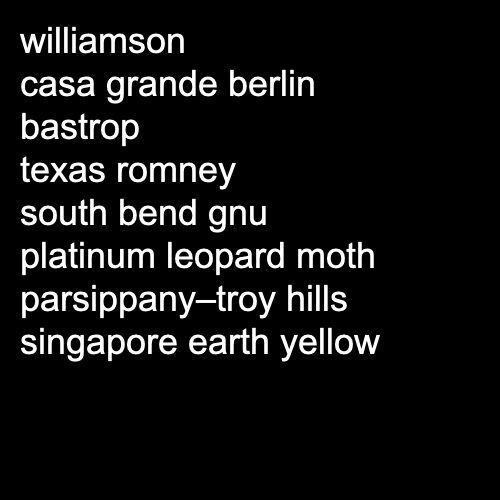 williamson
casa grande berlin
bastrop
texas romney
south bend gnu
platinum leopard moth
parsippany–troy hills
singapore earth yellow